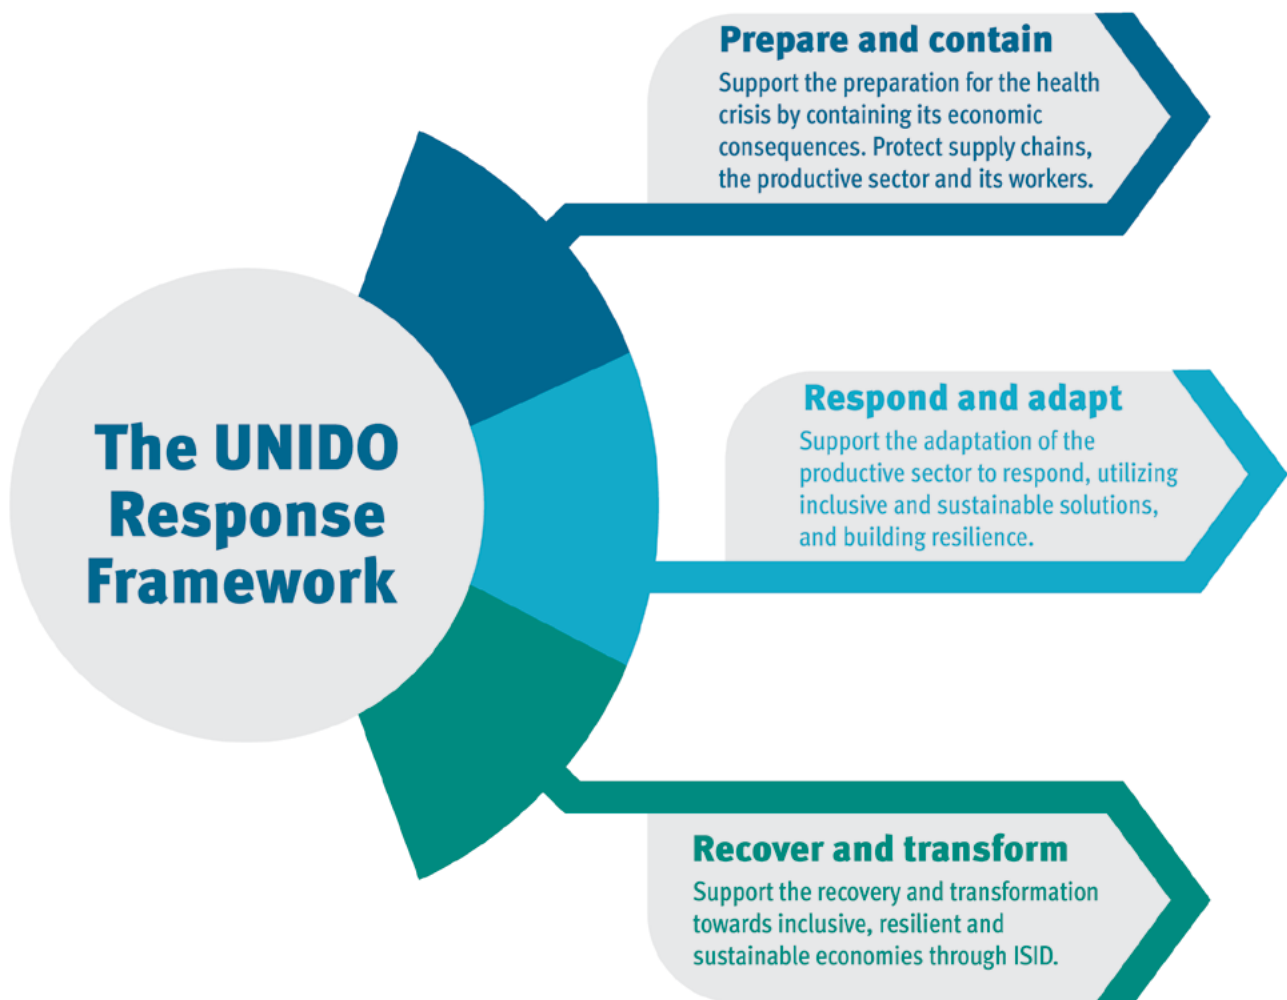 The UNIDO
Response
Framework
Prepare and contain
Support the preparation for the health
crisis by containing its economic
consequences. Protect supply chains,
the productive sector and its workers.
Respond and adapt
Support the adaptation of the
productive sector to respond, utilizing
inclusive and sustainable solutions,
and building resilience.
Recover and transform
Support the recovery and transformation
towards inclusive, resilient and
sustainable economies through ISID.